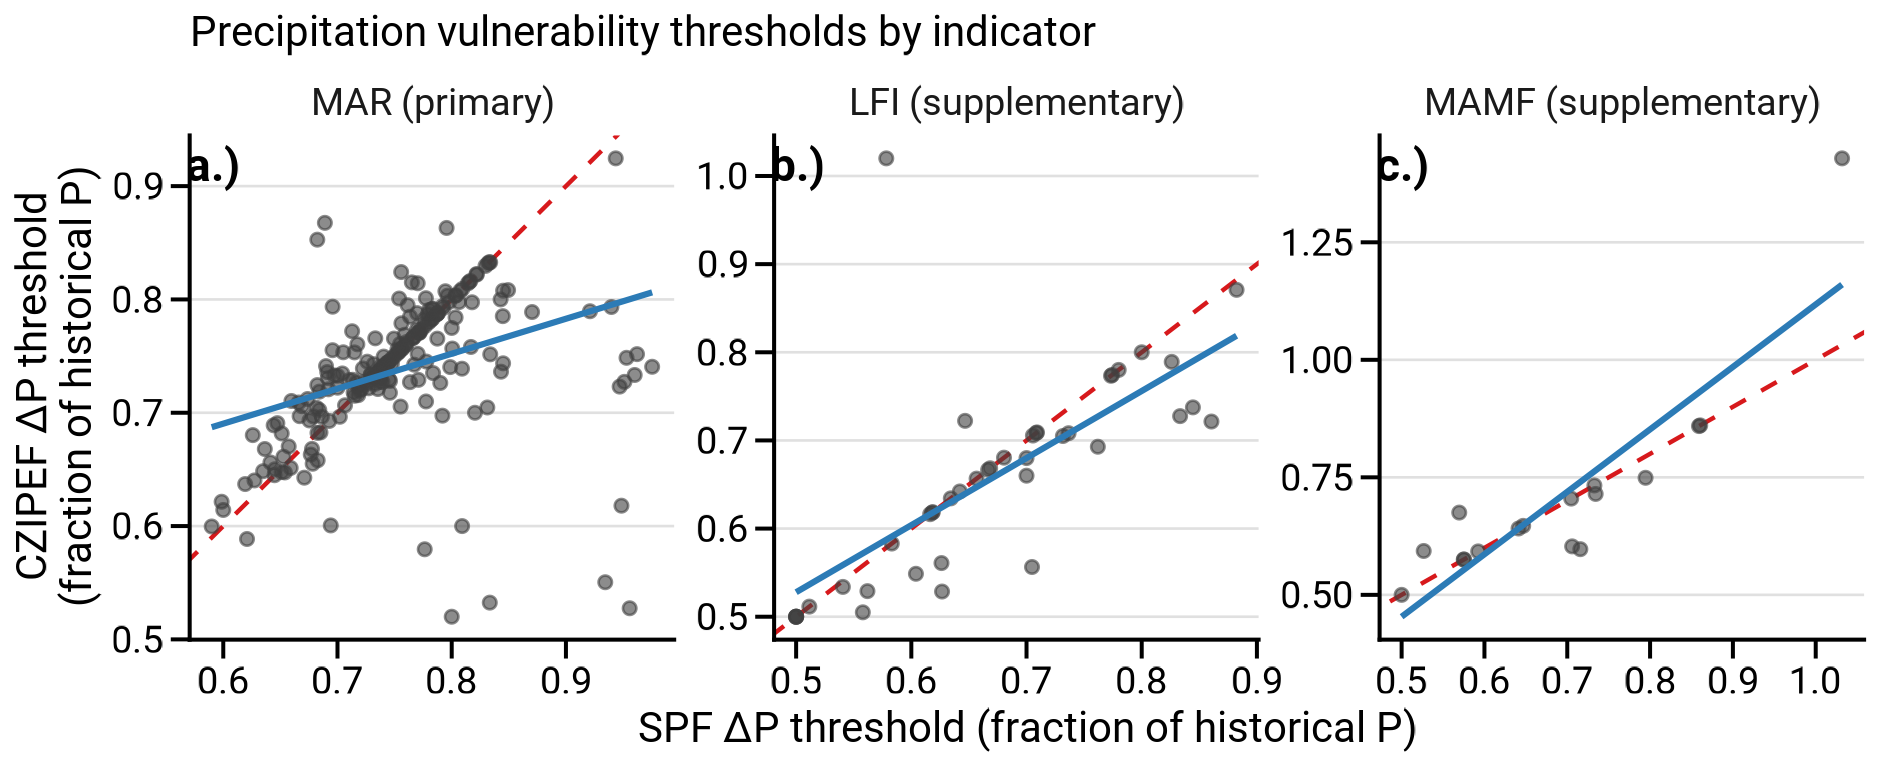 Precipitation vulnerability thresholds by indicator
MAR (primary)
LFI (supplementary)
MAMF (supplementary)
a.)
b.)
c.)
CZIPEF ΔP threshold
(fraction of historical P)
0.9
0.8
0.7
0.6
0.5
1.0
0.9
0.8
0.7
0.6
0.5
1.25
1.00
0.75
0.50
0.6 0.7 0.8 0.9
0.5 0.6 0.7 0.8 0.9
0.5 0.6 0.7 0.8 0.9 1.0
SPF ΔP threshold (fraction of historical P)